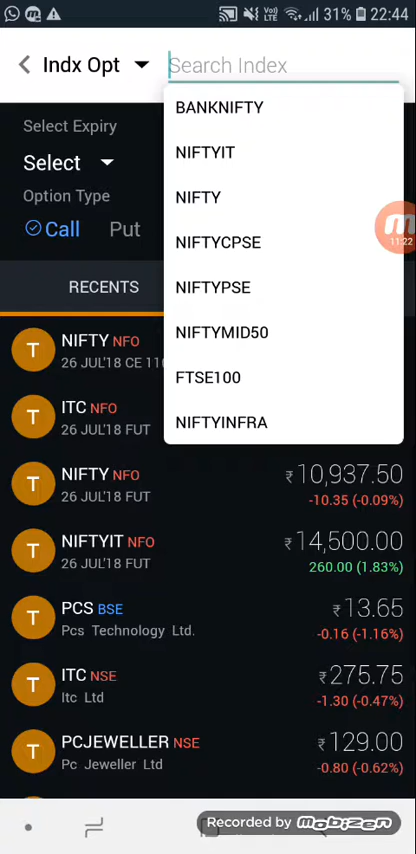 31% 22:44
Indx Opt
Search Index
BANKNIFTY
NIFTYIT
NIFTY
NIFTYCPSE
NIFTYPSE
NIFTYMID50
FTSE100
NIFTYINFRA
Select Expiry
Select
Option Type
Call Put
11:22
RECENTS
T NIFTY NFO
26 JUL'18 CE
T ITC NFO
26 JUL'18 FUT
T NIFTY NFO ₹10,937.50
26 JUL'18 FUT -10.35 (-0.09%)
T NIFTYIT NFO ₹14,500.00
26 JUL'18 FUT 260.00 (1.83%)
T PCS BSE ₹13.65
Pcs Technology Ltd. -0.16 (-1.16%)
T ITC NSE ₹275.75
Itc Ltd -1.30 (-0.47%)
T PCJEWELLER NSE ₹129.00
Pc Jeweller Ltd -0.80 (-0.62%)
Recorded by mobizen